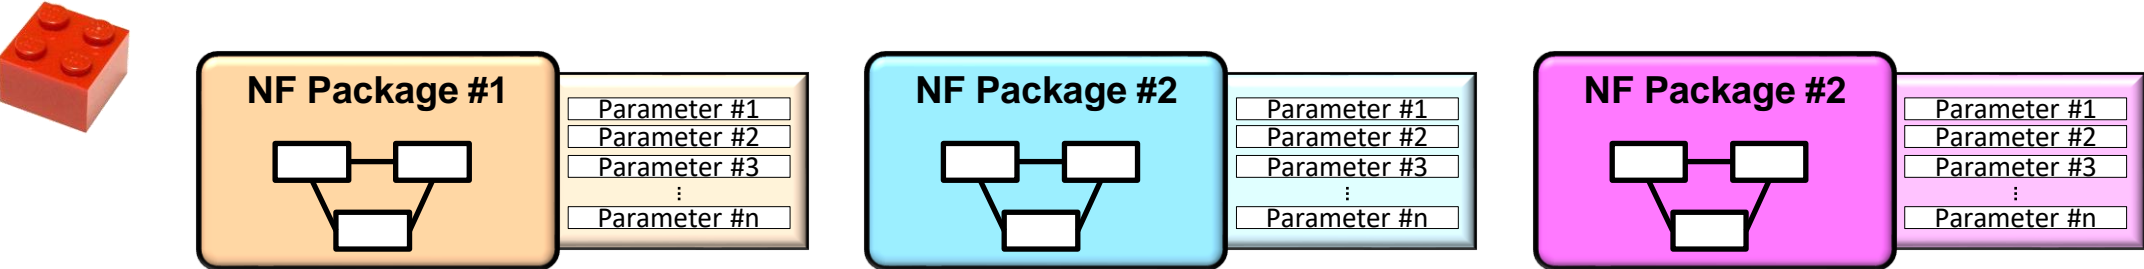 NF Package #1
Parameter #1
Parameter #2
Parameter #3
⋮
Parameter #n
NF Package #2
Parameter #1
Parameter #2
Parameter #3
⋮
Parameter #n
NF Package #2
Parameter #1
Parameter #2
Parameter #3
⋮
Parameter #n